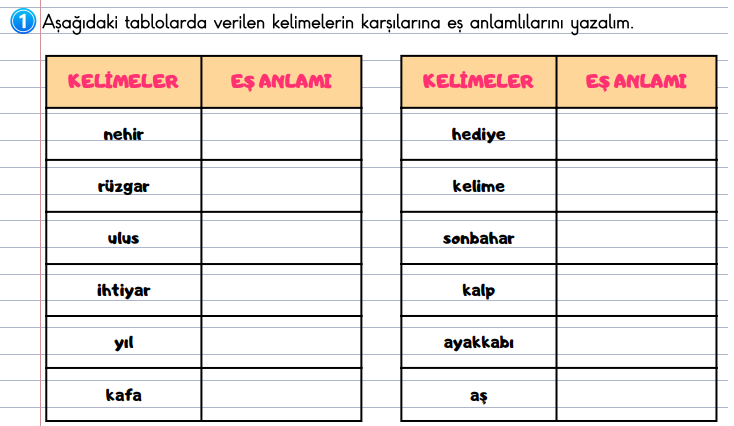 1 Aşağıdaki tablolarda verilen kelimelerin karşılarına eş anlamlılarını yazalım.
KELİMELER EŞ ANLAMI
nehir
rüzgar
ulus
ihtiyar
yıl
kafa
KELİMELER EŞ ANLAMI
hediye
kelime
sonbahar
kalp
ayakkabı
aş